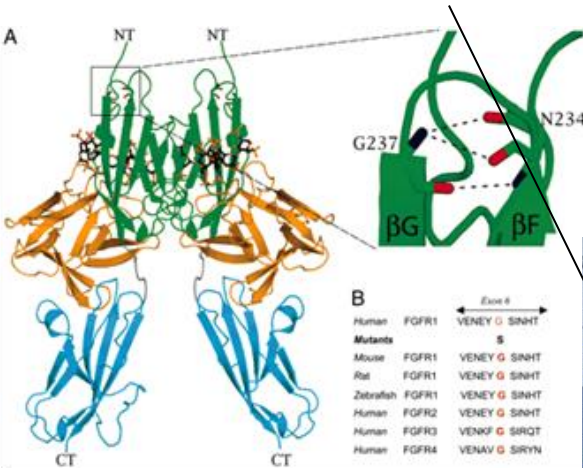 A
NT NT
N234
G237
βG βF
B
Exon 6
Human FGFR1 VENEY G SINHT
Mutants S
Mouse FGFR1 VENEY G SINHT
Rat FGFR1 VENEY G SINHT
Zebrafish FGFR1 VENEY G SINHT
Human FGFR2 VENEY G SINHT
Human FGFR3 VENKF G SIRQT
Human FGFR4 VENAV G SIRYN
CT CT